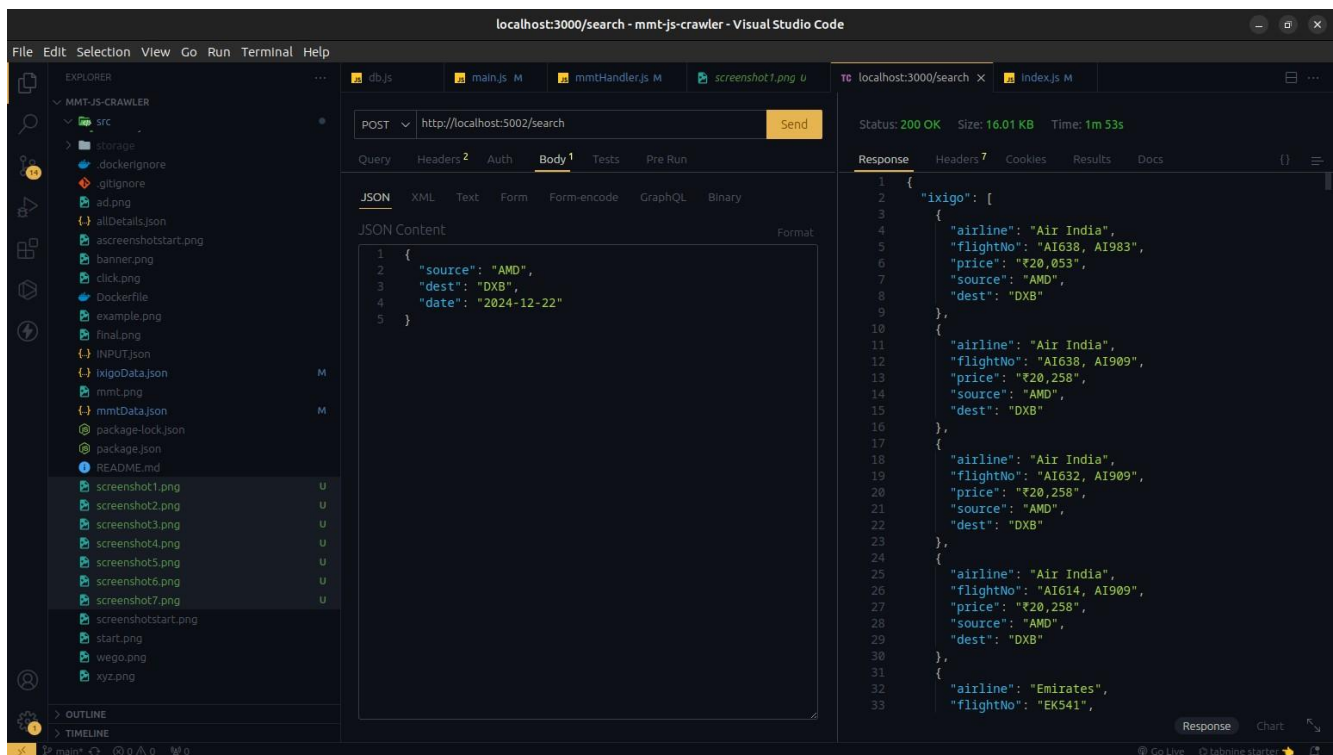 localhost:3000/search - mmt-js-crawler - Visual Studio Code
File Edit Selection View Go Run Terminal Help
EXPLORER
MMT-JS-CRAWLER
src
storage
.dockerignore
.gitignore
ad.png
allDetails.json
ascreenshotstart.png
banner.png
click.png
Dockerfile
example.png
final.png
INPUT.json
ixigoData.json M
mmt.png
mmtData.json M
package-lock.json
package.json
README.md
screenshot1.png U
screenshot2.png U
screenshot3.png U
screenshot4.png U
screenshot5.png U
screenshot6.png U
screenshot7.png U
screenshotstart.png
start.png
wego.png
xyz.png
OUTLINE
TIMELINE
14
1
db.js main.js M mmtHandler.js M screenshot1.png U TC localhost:3000/search index.js M
POST http://localhost:5002/search Send
Query Headers 2 Auth Body 1 Tests Pre Run
JSON XML Text Form Form-encode GraphQL Binary
JSON Content Format
1 {
2 "source": "AMD",
3 "dest": "DXB",
4 "date": "2024-12-22"
5 }
Status: 200 OK Size: 16.01 KB Time: 1m 53s
Response Headers 7 Cookies Results Docs {}
1 {
2 "ixigo": [
3 {
4 "airline": "Air India",
5 "flightNo": "AI638, AI983",
6 "price": "₹20,053",
7 "source": "AMD",
8 "dest": "DXB"
9 },
10 {
11 "airline": "Air India",
12 "flightNo": "AI638, AI909",
13 "price": "₹20,258",
14 "source": "AMD",
15 "dest": "DXB"
16 },
17 {
18 "airline": "Air India",
19 "flightNo": "AI632, AI909",
20 "price": "₹20,258",
21 "source": "AMD",
22 "dest": "DXB"
23 },
24 {
25 "airline": "Air India",
26 "flightNo": "AI614, AI909",
27 "price": "₹20,258",
28 "source": "AMD",
29 "dest": "DXB"
30 },
31 {
32 "airline": "Emirates",
33 "flightNo": "EK541",
Response Chart
main* 0 0 0 Go Live tabnine starter